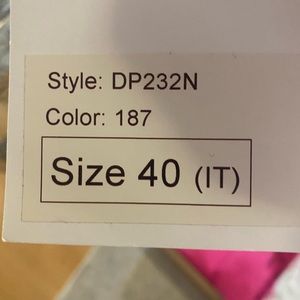 Style: DP232N
Color: 187
Size 40 (IT)